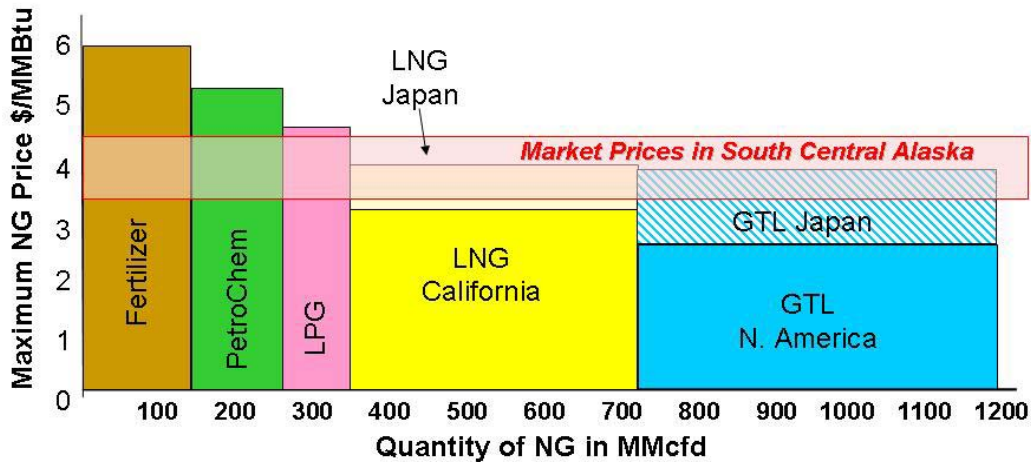 Maximum NG Price $/MMBtu
6
5
4
3
2
1
0
Fertilizer
PetroChem
LPG
LNG
Japan
Market Prices in South Central Alaska
LNG
California
GTL Japan
GTL
N. America
100 200 300 400 500 600 700 800 900 1000 1100 1200
Quantity of NG in MMcfd